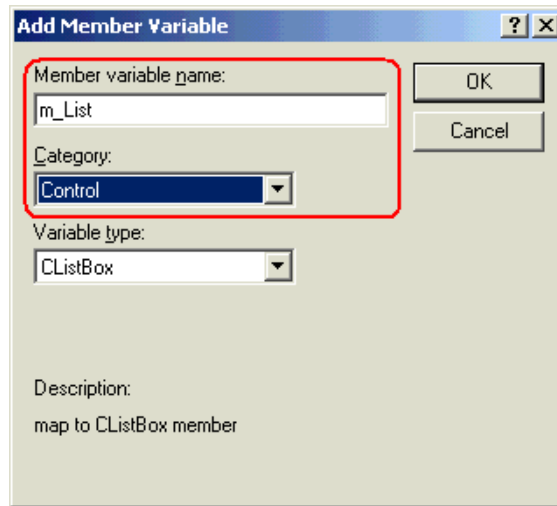 Add Member Variable
Member variable name:
m_List
OK
Cancel
Category:
Control
Variable type:
CListBox
Description:
map to CListBox member